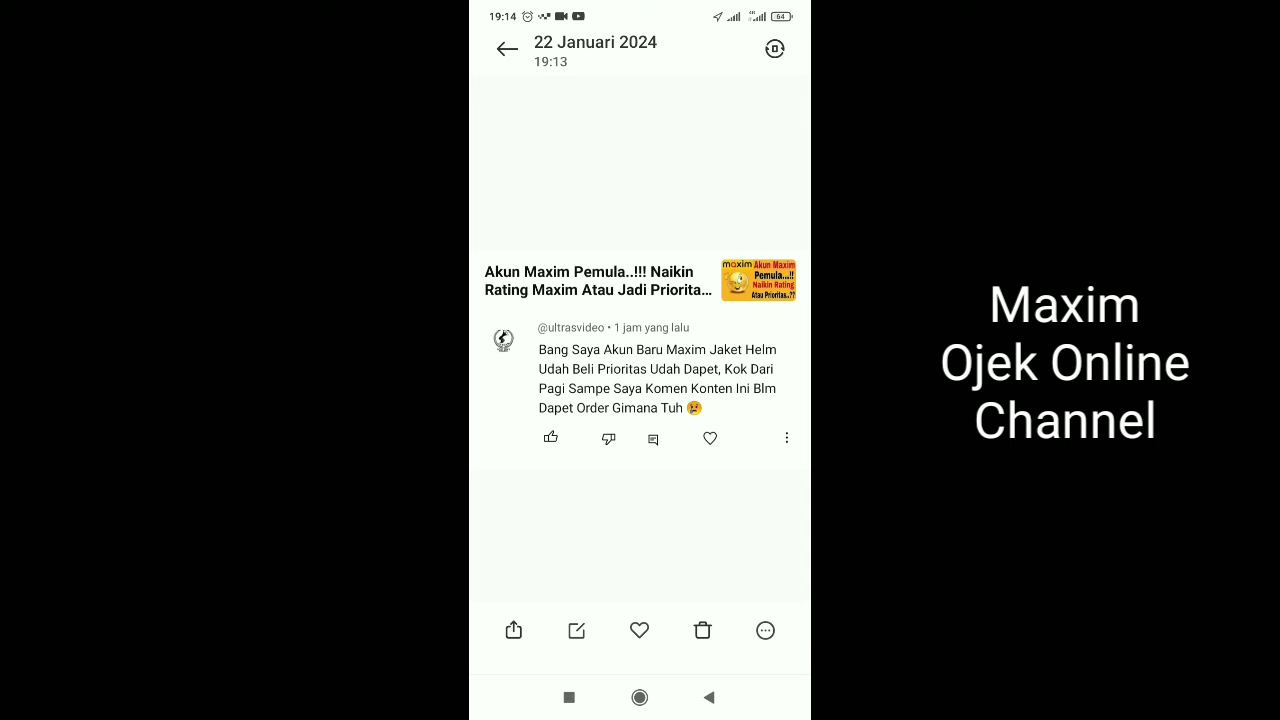 19:14
64
22 Januari 2024
19:13
Akun Maxim Pemula..!!! Naikin
Rating Maxim Atau Jadi Priorita...
maxim Akun Maxim
Pemula...!!
Naikin Rating
Atau Prioritas..??
@ultrasvideo • 1 jam yang lalu
Bang Saya Akun Baru Maxim Jaket Helm
Udah Beli Prioritas Udah Dapet, Kok Dari
Pagi Sampe Saya Komen Konten Ini Blm
Dapet Order Gimana Tuh 😢
Maxim
Ojek Online
Channel